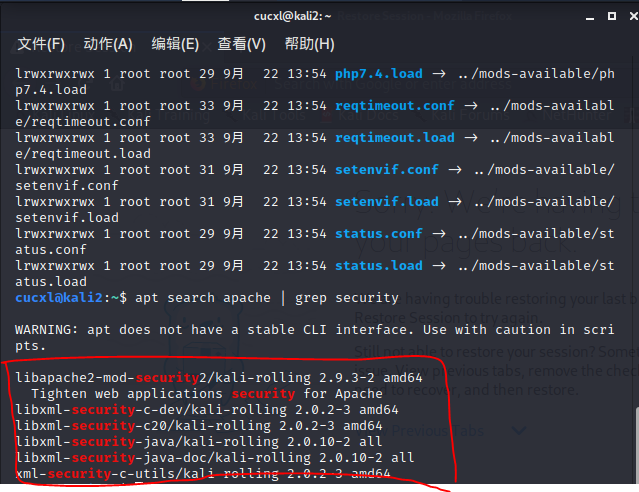 cucxl@kali2: ~
文件(F) 动作(A) 编辑(E) 查看(V) 帮助(H)
lrwxrwxrwx 1 root root 29 9月  22 13:54 php7.4.load -> ../mods-available/ph
p7.4.load
lrwxrwxrwx 1 root root 33 9月  22 13:54 reqtimeout.conf -> ../mods-availabl
e/reqtimeout.conf
lrwxrwxrwx 1 root root 33 9月  22 13:54 reqtimeout.load -> ../mods-availabl
e/reqtimeout.load
lrwxrwxrwx 1 root root 31 9月  22 13:54 setenvif.conf -> ../mods-available/
setenvif.conf
lrwxrwxrwx 1 root root 31 9月  22 13:54 setenvif.load -> ../mods-available/
setenvif.load
lrwxrwxrwx 1 root root 29 9月  22 13:54 status.conf -> ../mods-available/st
atus.conf
lrwxrwxrwx 1 root root 29 9月  22 13:54 status.load -> ../mods-available/st
atus.load
cucxl@kali2:~$ apt search apache | grep security
WARNING: apt does not have a stable CLI interface. Use with caution in scri
pts.
libapache2-mod-security2/kali-rolling 2.9.3-2 amd64
Tighten web applications security for Apache
libxml-security-c-dev/kali-rolling 2.0.2-3 amd64
libxml-security-c20/kali-rolling 2.0.2-3 amd64
libxml-security-java/kali-rolling 2.0.10-2 all
libxml-security-java-doc/kali-rolling 2.0.10-2 all
xml-security-c-utils/kali-rolling 2.0.2-3 amd64